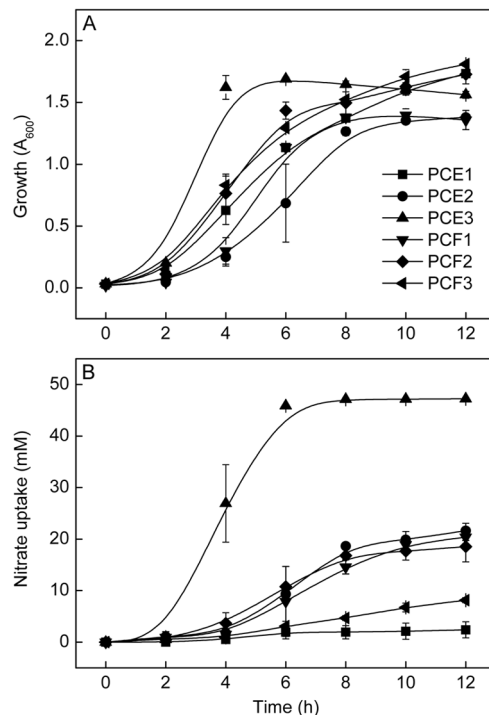 A
2.0
1.5
1.0
0.5
0.0
Growth (A600)
PCE1
PCE2
PCE3
PCF1
PCF2
PCF3
0 2 4 6 8 10 12
B
50
40
30
20
10
0
Nitrate uptake (mM)
0 2 4 6 8 10 12
Time (h)